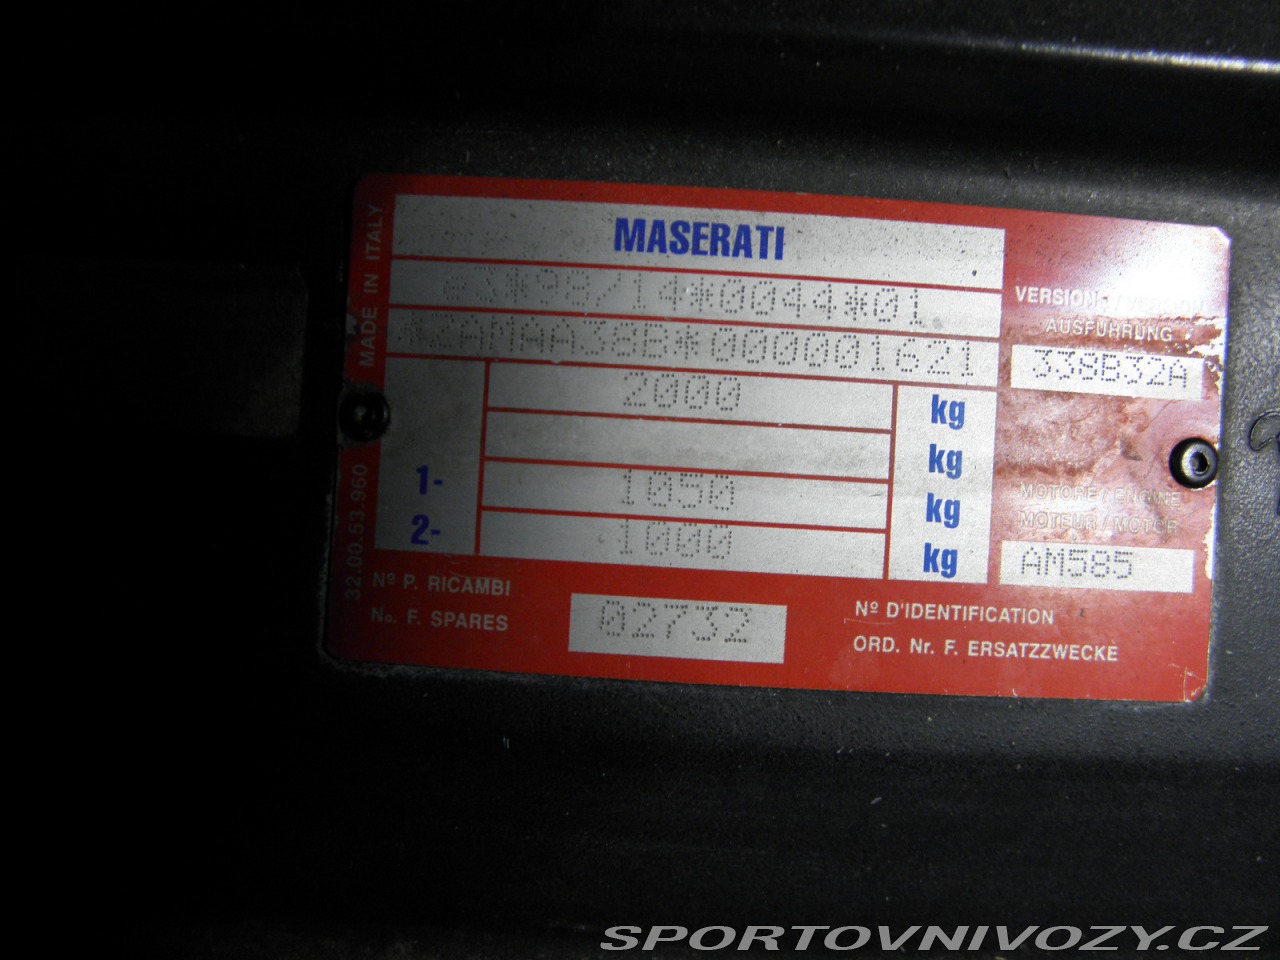 MASERATI
e3*98/14*0044*01
*ZAMAA38B*000001621
2000 kg
kg
1- 1050 kg
2- 1000 kg
Nº P. RICAMBI
No. F. SPARES
02732
Nº D'IDENTIFICATION
ORD. Nr. F. ERSATZZWECKE
VERSION / VERSION
AUSFÜHRUNG
338B32A
MOTORE / ENGINE
MOTEUR / MOTOR
AM585
MADE IN ITALY
32.00.53.960
SPORTOVNIVOZY.CZ